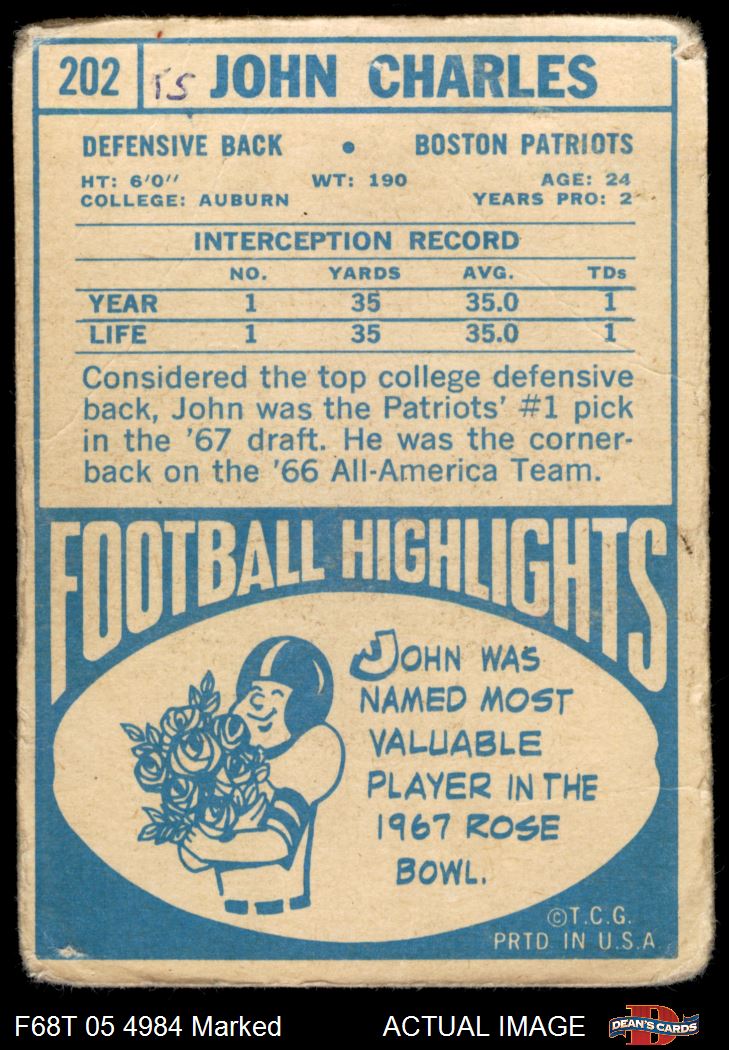 202 15 JOHN CHARLES
DEFENSIVE BACK • BOSTON PATRIOTS
HT: 6'0" WT: 190 AGE: 24
COLLEGE: AUBURN YEARS PRO: 2
INTERCEPTION RECORD
NO. YARDS AVG. TDs
YEAR 1 35 35.0 1
LIFE 1 35 35.0 1
Considered the top college defensive
back, John was the Patriots' #1 pick
in the '67 draft. He was the corner-
back on the '66 All-America Team.
FOOTBALL HIGHLIGHTS
JOHN WAS
NAMED MOST
VALUABLE
PLAYER IN THE
1967 ROSE
BOWL.
©T.C.G.
PRTD IN U.S.A.
F68T 05 4984 Marked ACTUAL IMAGE DEAN'S CARDS